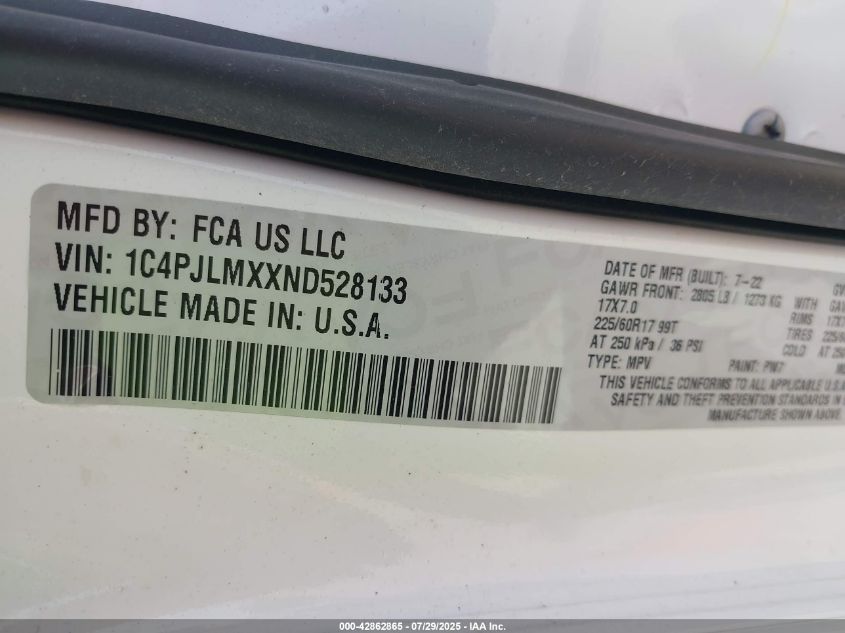 MFD BY: FCA US LLC
VIN: 1C4PJLMXXND528133
VEHICLE MADE IN: U.S.A.
DATE OF MFR (BUILT): 7-22
GAWR FRONT: 2805 LB / 1273 KG WITH
17X7.0 RIMS
225/60R17 99T TIRES
AT 250 kPa / 36 PSI COLD
TYPE: MPV PAINT: PW7
THIS VEHICLE CONFORMS TO ALL APPLICABLE U.S.A
SAFETY AND THEFT PREVENTION STANDARDS IN
MANUFACTURE SHOWN ABOVE.
000-42862865 - 07/29/2025 - IAA Inc.